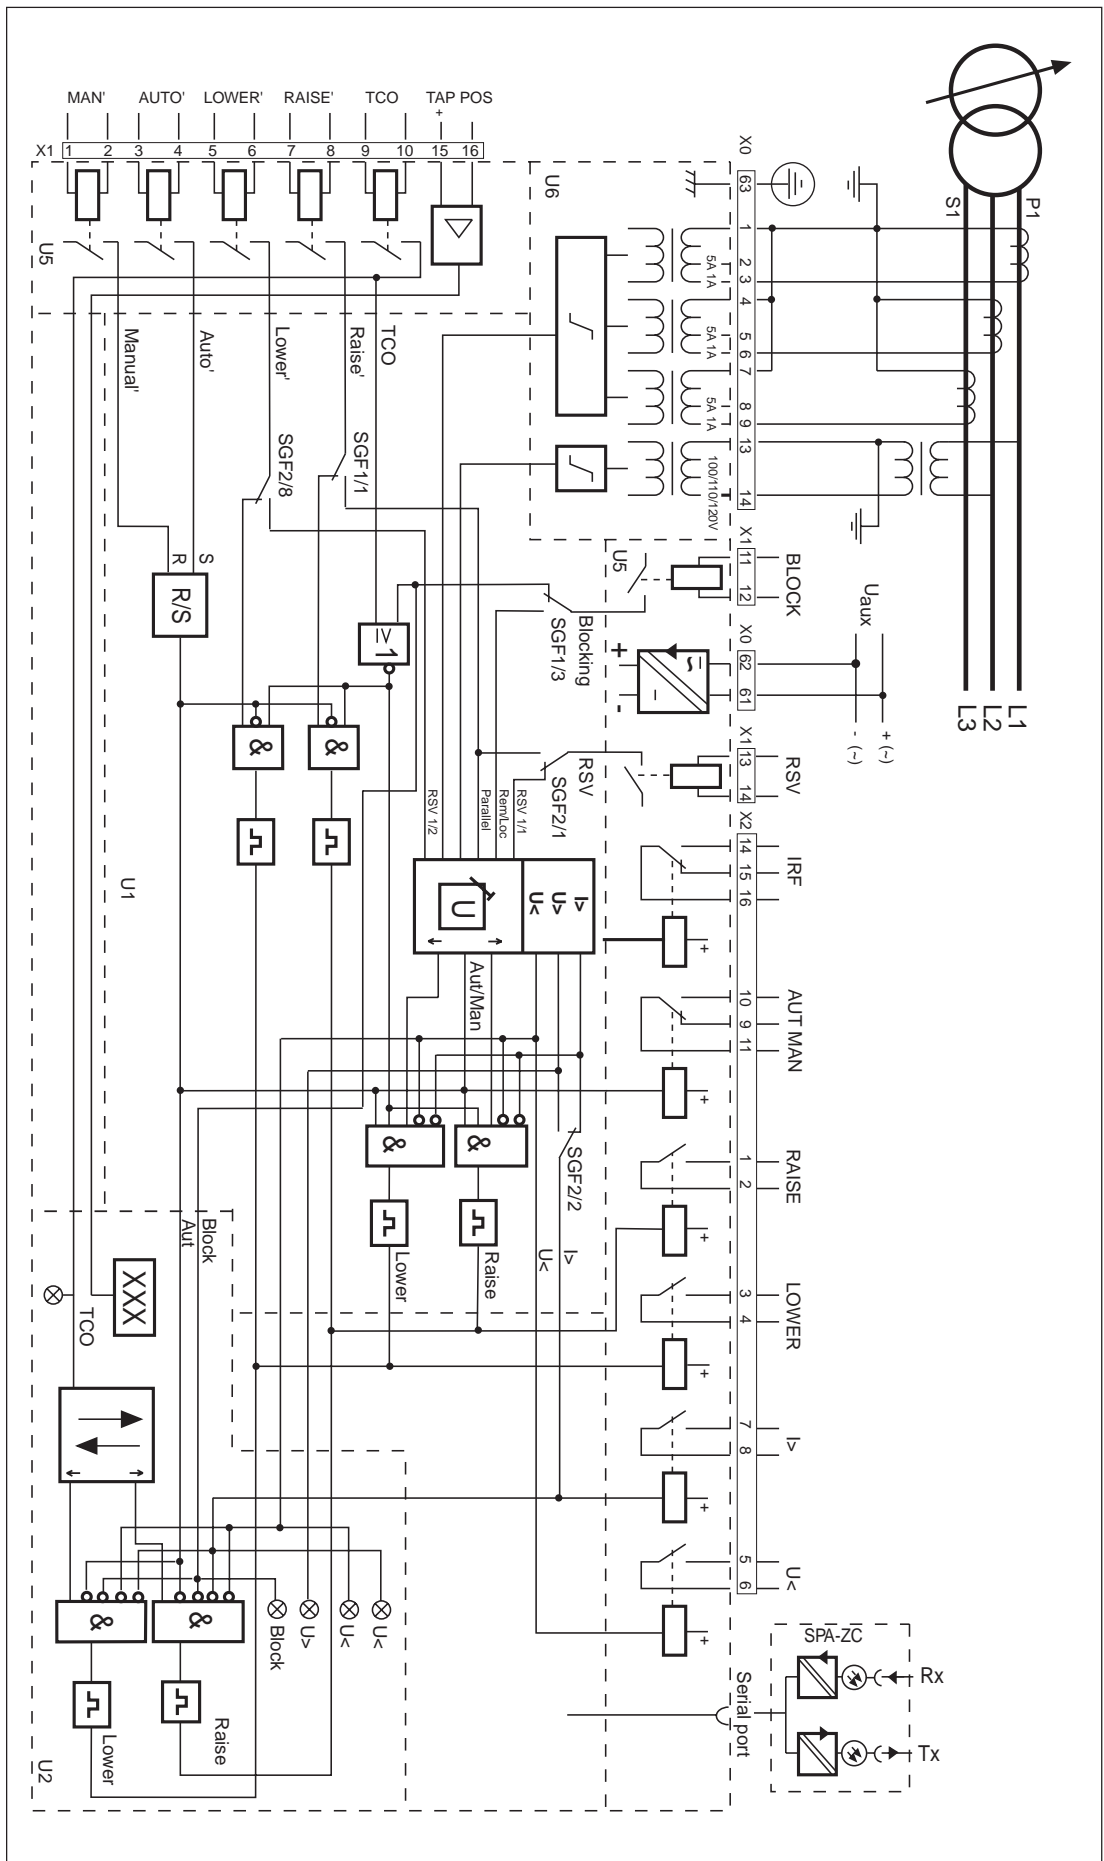 MAN' AUTO' LOWER' RAISE' TCO TAP POS
+
X1 1 2 3 4 5 6 7 8 9 10 15 16
U5
Manual'
Auto'
Lower'
Raise'
TCO
SGF2/8
SGF1/1
R S
R/S
≥1
&
&
U1
U6
X0
63
1
2
3
4
5
6
7
8
9
13
14
5A 1A
5A 1A
5A 1A
100/110/120V
S1
P1
L1
L2
L3
X1
11
12
BLOCK
U5
Blocking
SGF1/3
X0
62
61
Uaux
- (~)
+ (~)
+
-
~
X1
13
14
RSV
RSV
SGF2/1
RSV 1/2
Parallel
Rem/Loc
RSV 1/1
U
U<
U>
I>
Aut/Man
X2
14
15
16
IRF
+
10
9
11
AUT MAN
+
1
2
RAISE
+
3
4
LOWER
+
7
8
I>
+
5
6
U<
+
&
&
SGF2/2
Lower
Raise
U<
I>
Block
Aut
XXX
TCO
&
&
Block
U>
U<
U<
Lower
Raise
U2
Serial port
SPA-ZC
Rx
Tx